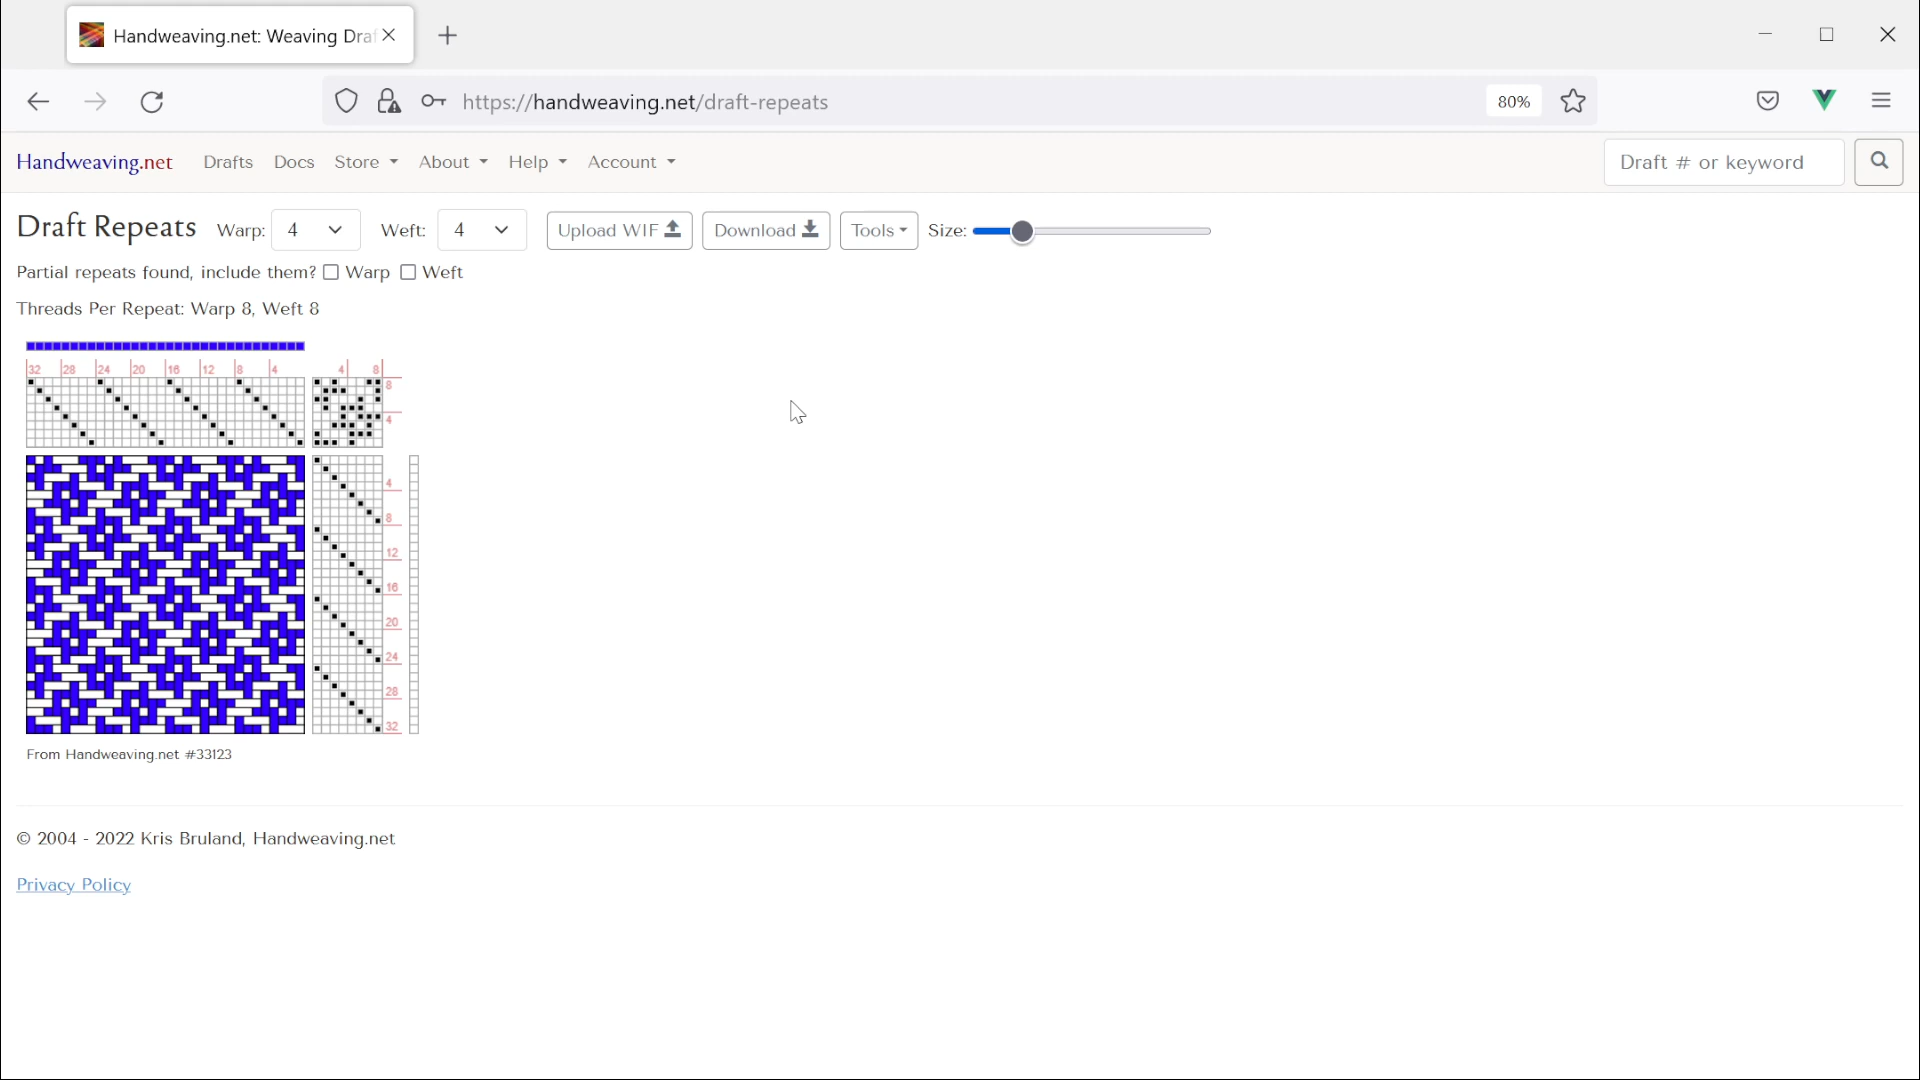 Handweaving.net: Weaving Draf
https://handweaving.net/draft-repeats
80%
Handweaving.net Drafts Docs Store About Help Account Draft # or keyword
Draft Repeats Warp: 4 Weft: 4 Upload WIF Download Tools Size:
Partial repeats found, include them? Warp Weft
Threads Per Repeat: Warp 8, Weft 8
32 28 24 20 16 12 8 4 4 8
8
4
4
8
12
16
20
24
28
32
From Handweaving.net #33123
© 2004 - 2022 Kris Bruland, Handweaving.net
Privacy Policy